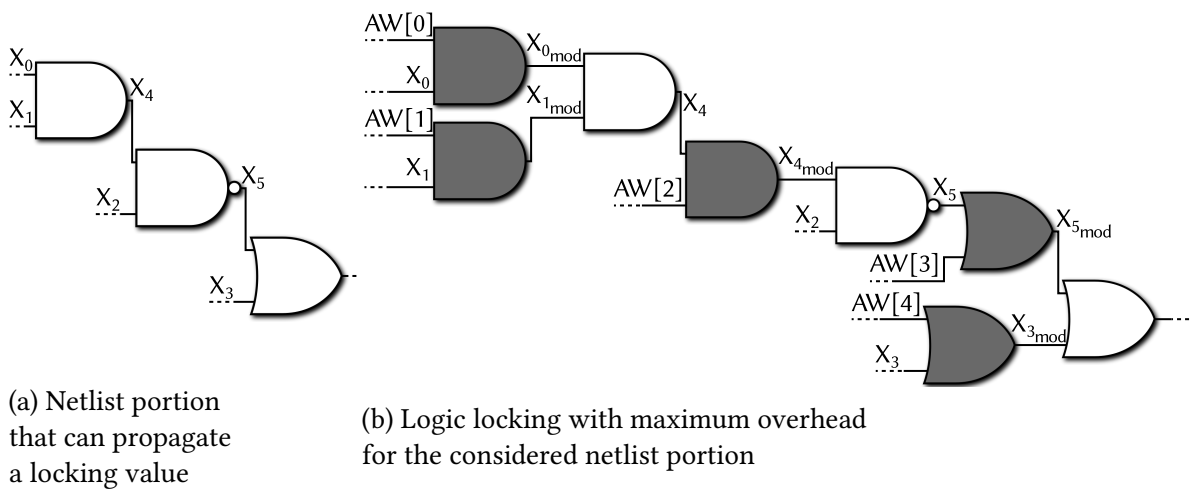 X0
X1
X4
X2
X5
X3
(a) Netlist portion
that can propagate
a locking value
AW[0]
X0
X0mod
AW[1]
X1
X1mod
X4
AW[2]
X4mod
X2
X5
AW[3]
X5mod
AW[4]
X3
X3mod
(b) Logic locking with maximum overhead
for the considered netlist portion